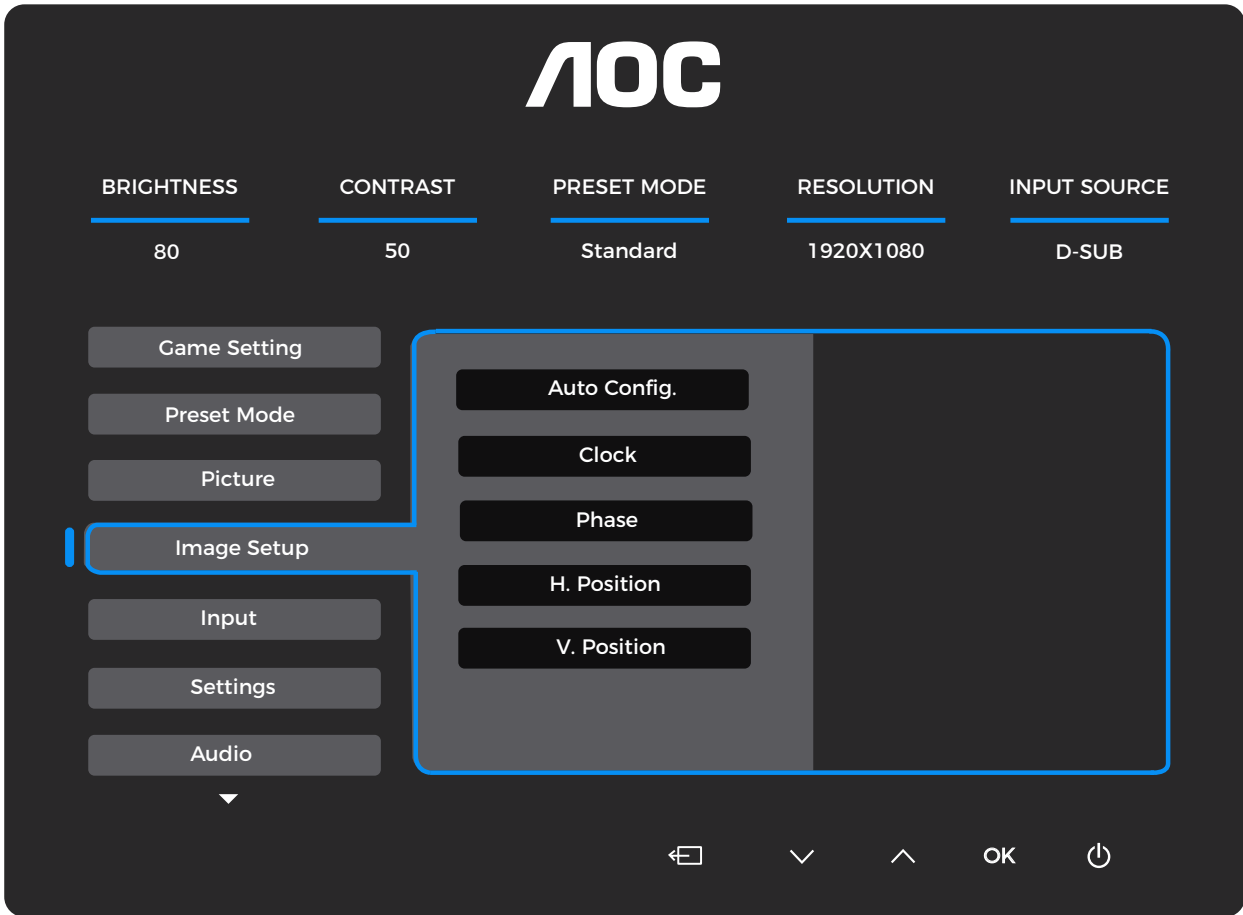 AOC
BRIGHTNESS CONTRAST PRESET MODE RESOLUTION INPUT SOURCE
80 50 Standard 1920X1080 D-SUB
Game Setting
Preset Mode
Picture
Image Setup
Input
Settings
Audio
Auto Config.
Clock
Phase
H. Position
V. Position
OK